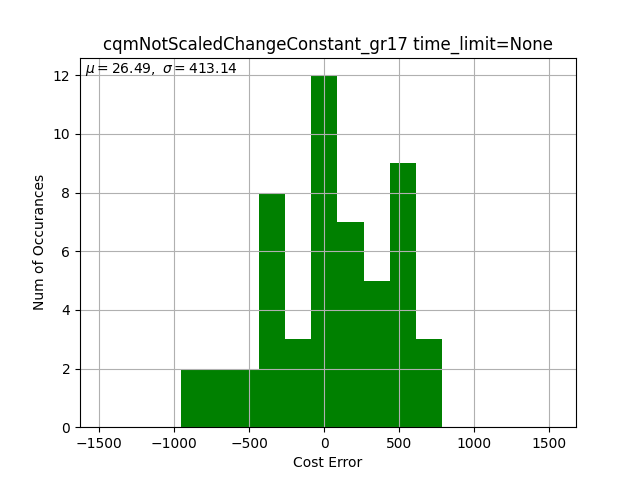 cqmNotScaledChangeConstant_gr17 time_limit=None
μ = 26.49, σ = 413.14
12
10
8
6
4
2
0
Num of Occurances
−1500 −1000 −500 0 500 1000 1500
Cost Error